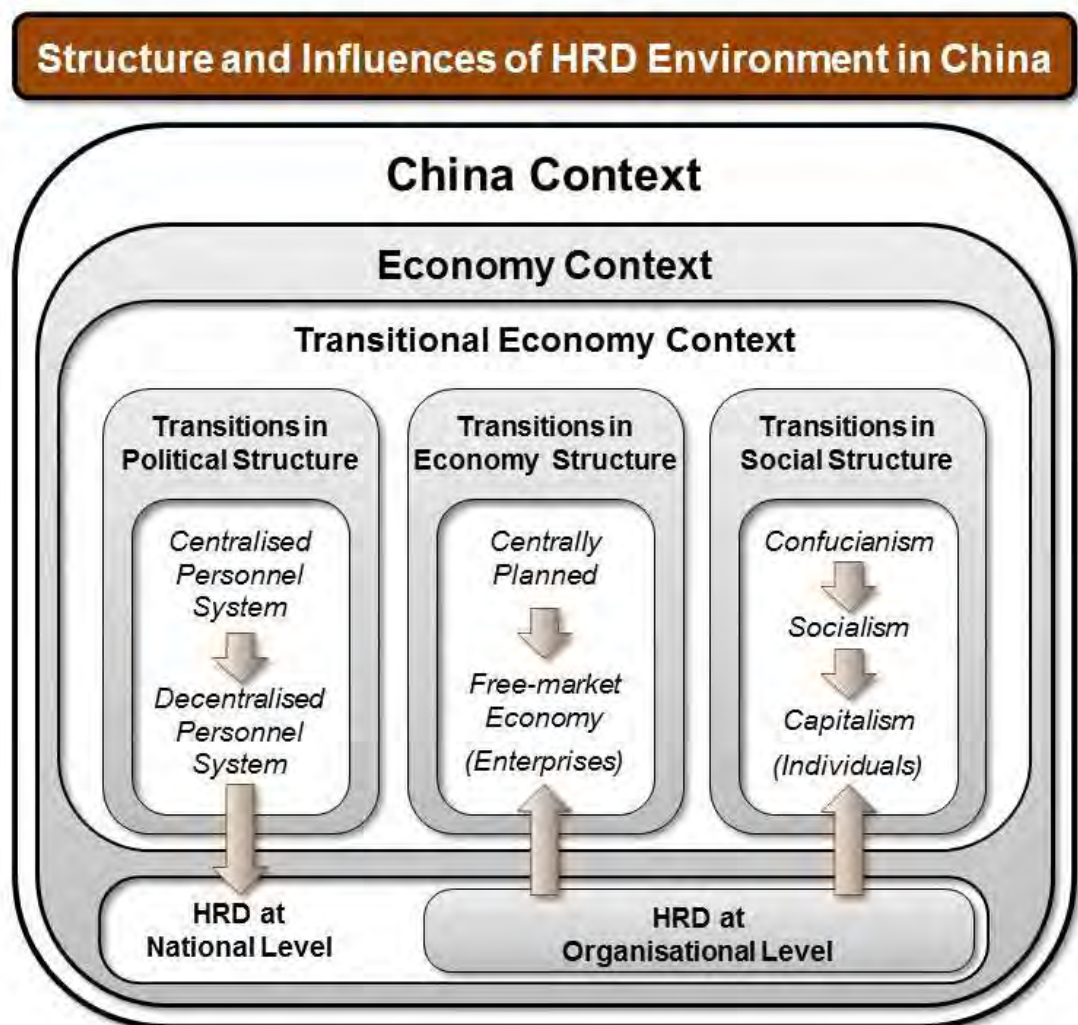 Structure and Influences of HRD Environment in China
China Context
Economy Context
Transitional Economy Context
Transitions in
Political Structure
Centralised
Personnel
System
Decentralised
Personnel
System
Transitions in
Economy Structure
Centrally
Planned
Free-market
Economy
(Enterprises)
Transitions in
Social Structure
Confucianism
Socialism
Capitalism
(Individuals)
HRD at
National Level
HRD at
Organisational Level